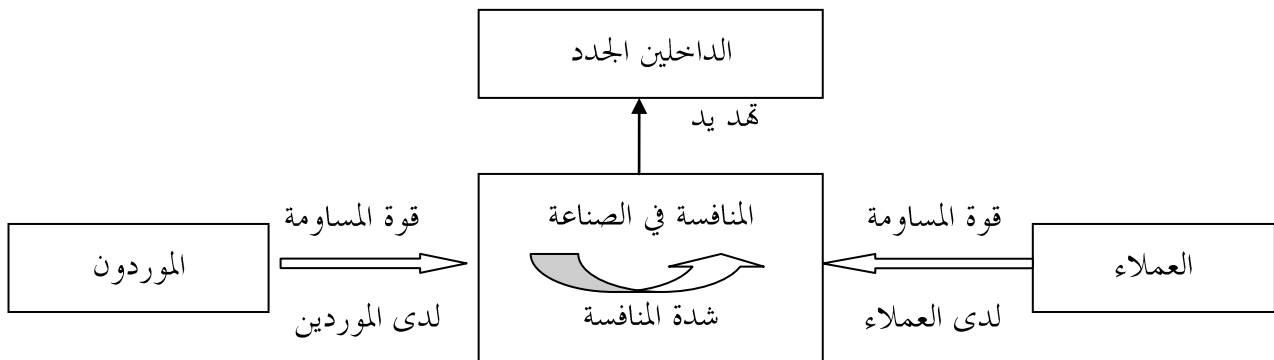 الداخلين الجدد
تهد يد
قوة المساومة
المنافسة في الصناعة
قوة المساومة
العملاء
الموردون
لدى العملاء
شدة المنافسة
لدى الموردين